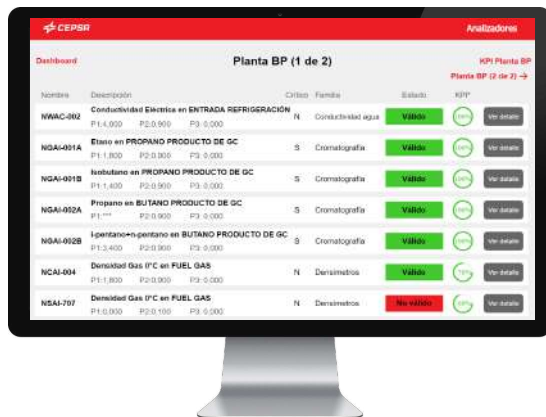 CEPSA Analizadores
Dashboard Planta BP (1 de 2) KPI Planta BP
Planta BP (2 de 2) →
Nombre Descripción Crítico Familia Estado KPI*
NWAC-002 Conductividad Eléctrica en ENTRADA REFRIGERACIÓN N Conductividad agua Válido 100% Ver detalle
P1:4,000 P2:0,900 P3: 0,000
NGAI-001A Etano en PROPANO PRODUCTO DE GC S Cromatografía Válido 100% Ver detalle
P1:1,800 P2:0,900 P3: 0,000
NGAI-001B Isobutano en PROPANO PRODUCTO DE GC S Cromatografía Válido 100% Ver detalle
P1:1,400 P2:0,900 P3: 0,000
NGAI-002A Propano en BUTANO PRODUCTO DE GC S Cromatografía Válido 100% Ver detalle
P1:*** P2:0,900 P3: 0,000
NGAI-002B i-pentano+n-pentano en BUTANO PRODUCTO DE GC S Cromatografía Válido 100% Ver detalle
P1:3,400 P2:0,900 P3: 0,000
NCAI-004 Densidad Gas 0°C en FUEL GAS N Densímetros Válido Ver detalle
P1:1,800 P2:0,900 P3: 0,000
NSAI-707 Densidad Gas 0°C en FUEL GAS N Densímetros No válido Ver detalle
P1:0,000 P2:0,100 P3: 0,000